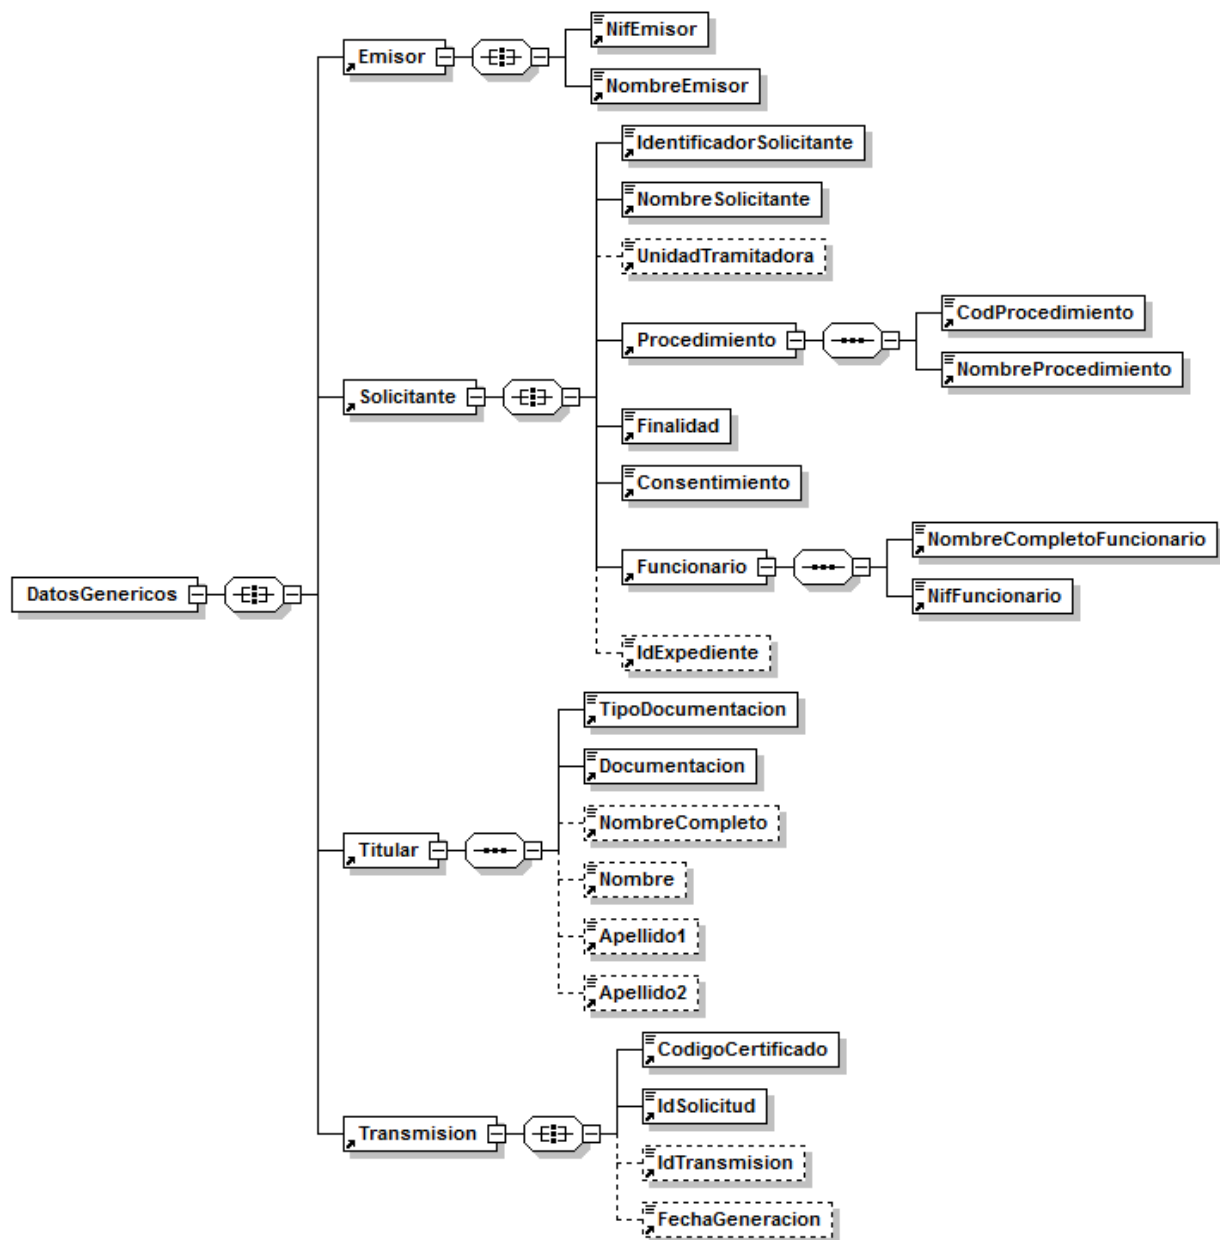 Emisor
NifEmisor
NombreEmisor
IdentificadorSolicitante
NombreSolicitante
UnidadTramitadora
Procedimiento
CodProcedimiento
NombreProcedimiento
Solicitante
Finalidad
Consentimiento
Funcionario
NombreCompletoFuncionario
NifFuncionario
DatosGenericos
IdExpediente
TipoDocumentacion
Documentacion
NombreCompleto
Titular
Nombre
Apellido1
Apellido2
CodigoCertificado
IdSolicitud
Transmision
IdTransmision
FechaGeneracion